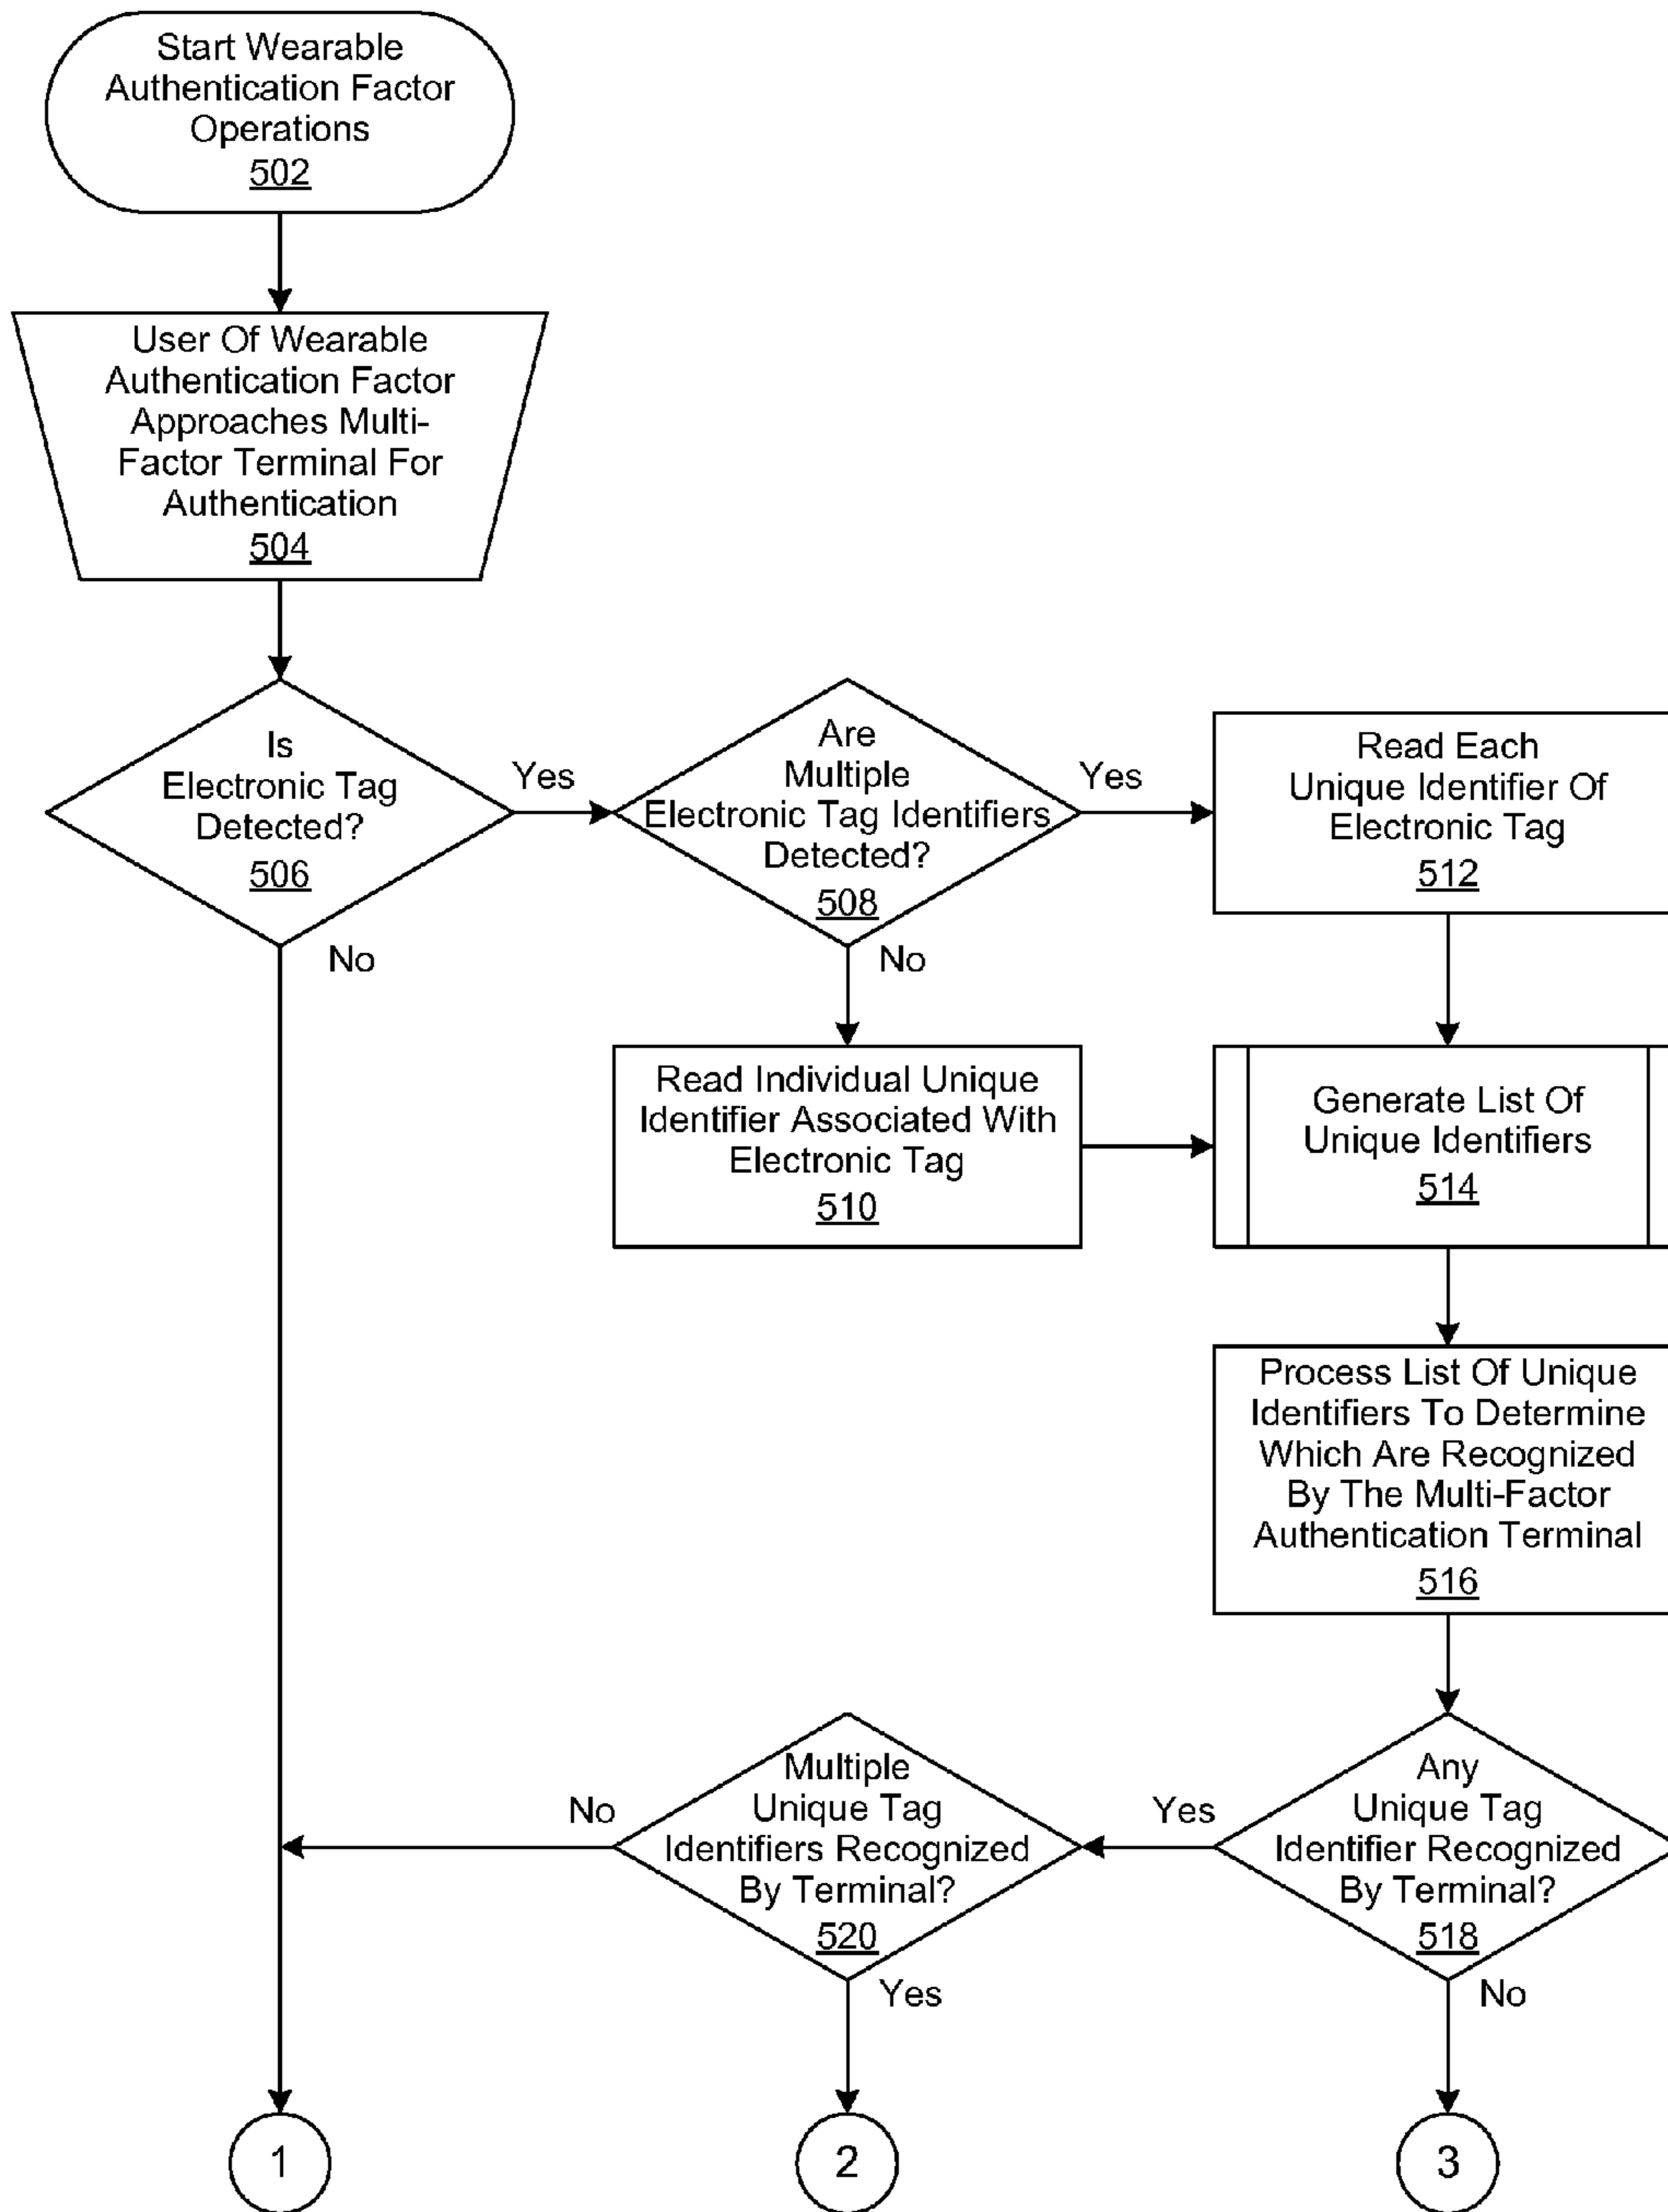 Start Wearable
Authentication Factor
Operations
502
User Of Wearable
Authentication Factor
Approaches Multi-
Factor Terminal For
Authentication
504
Is
Electronic Tag
Detected?
506
Yes
No
Are
Multiple
Electronic Tag Identifiers
Detected?
508
Yes
No
Read Each
Unique Identifier Of
Electronic Tag
512
Read Individual Unique
Identifier Associated With
Electronic Tag
510
Generate List Of
Unique Identifiers
514
Process List Of Unique
Identifiers To Determine
Which Are Recognized
By The Multi-Factor
Authentication Terminal
516
Any
Unique Tag
Identifier Recognized
By Terminal?
518
Yes
No
Multiple
Unique Tag
Identifiers Recognized
By Terminal?
520
No
Yes
1
2
3